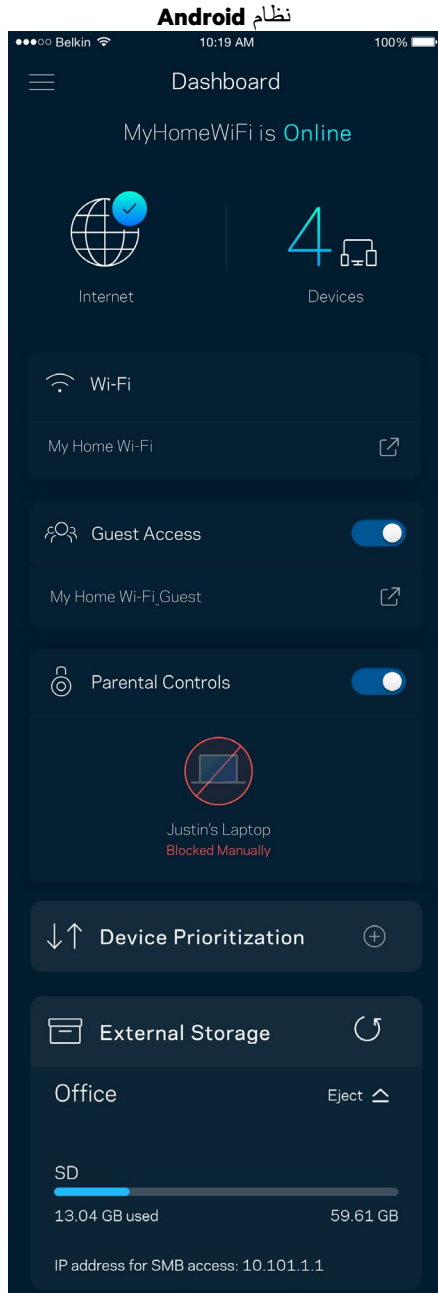 نظام Android
Belkin 10:19 AM 100%
Dashboard
MyHomeWiFi is Online
4
Internet Devices
Wi-Fi
My Home Wi-Fi
Guest Access
My Home Wi-Fi_Guest
Parental Controls
Justin's Laptop
Blocked Manually
Device Prioritization
External Storage
Office Eject
SD
13.04 GB used 59.61 GB
IP address for SMB access: 10.101.1.1